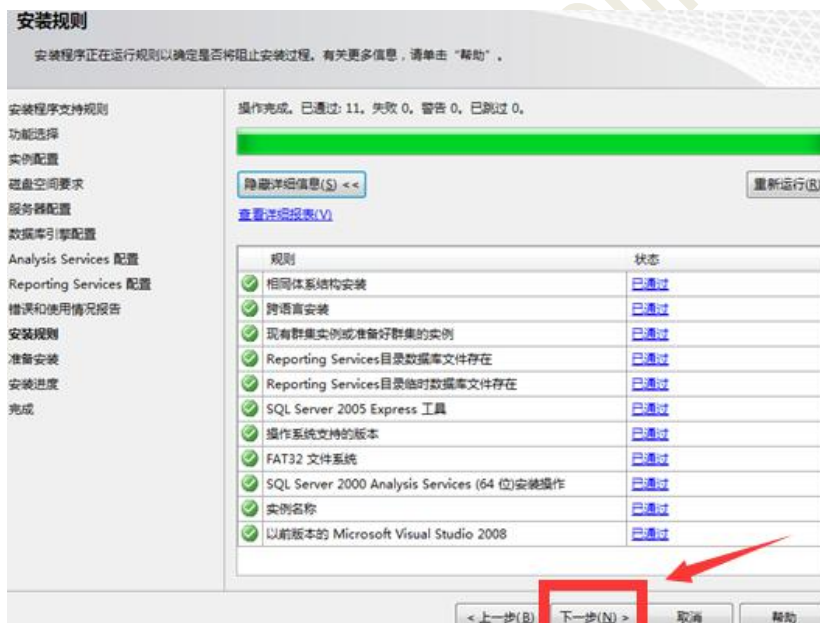 安装规则
安装程序正在运行规则以确定是否将阻止安装过程。有关更多信息，请单击“帮助”。
安装程序支持规则
功能选择
实例配置
磁盘空间要求
服务器配置
数据库引擎配置
Analysis Services 配置
Reporting Services 配置
错误和使用情况报告
安装规则
准备安装
安装进度
完成
操作完成。已通过: 11。失败 0。警告 0。已跳过 0。
隐藏详细信息(S) <<
重新运行(R)
查看详细报表(V)
规则 状态
相同体系结构安装 已通过
跨语言安装 已通过
现有群集实例或准备好群集的实例 已通过
Reporting Services目录数据库文件存在 已通过
Reporting Services目录临时数据库文件存在 已通过
SQL Server 2005 Express 工具 已通过
操作系统支持的版本 已通过
FAT32 文件系统 已通过
SQL Server 2000 Analysis Services (64 位)安装操作 已通过
实例名称 已通过
以前版本的 Microsoft Visual Studio 2008 已通过
< 上一步(B) 下一步(N) > 取消 帮助